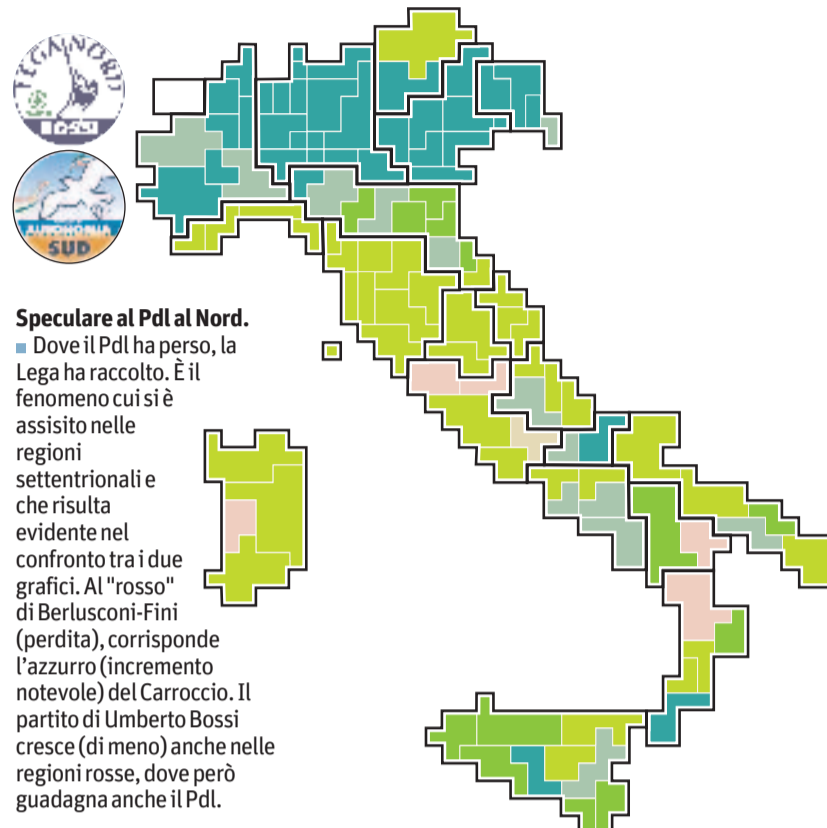 LEGA NORD
BOSSI
AUTONOMIA
SUD
Speculare al Pdl al Nord.
Dove il Pdl ha perso, la
Lega ha raccolto. È il
fenomeno cui si è
assisito nelle
regioni
settentrionali e
che risulta
evidente nel
confronto tra i due
grafici. Al "rosso"
di Berlusconi-Fini
(perdita), corrisponde
l'azzurro (incremento
notevole) del Carroccio. Il
partito di Umberto Bossi
cresce (di meno) anche nelle
regioni rosse, dove però
guadagna anche il Pdl.